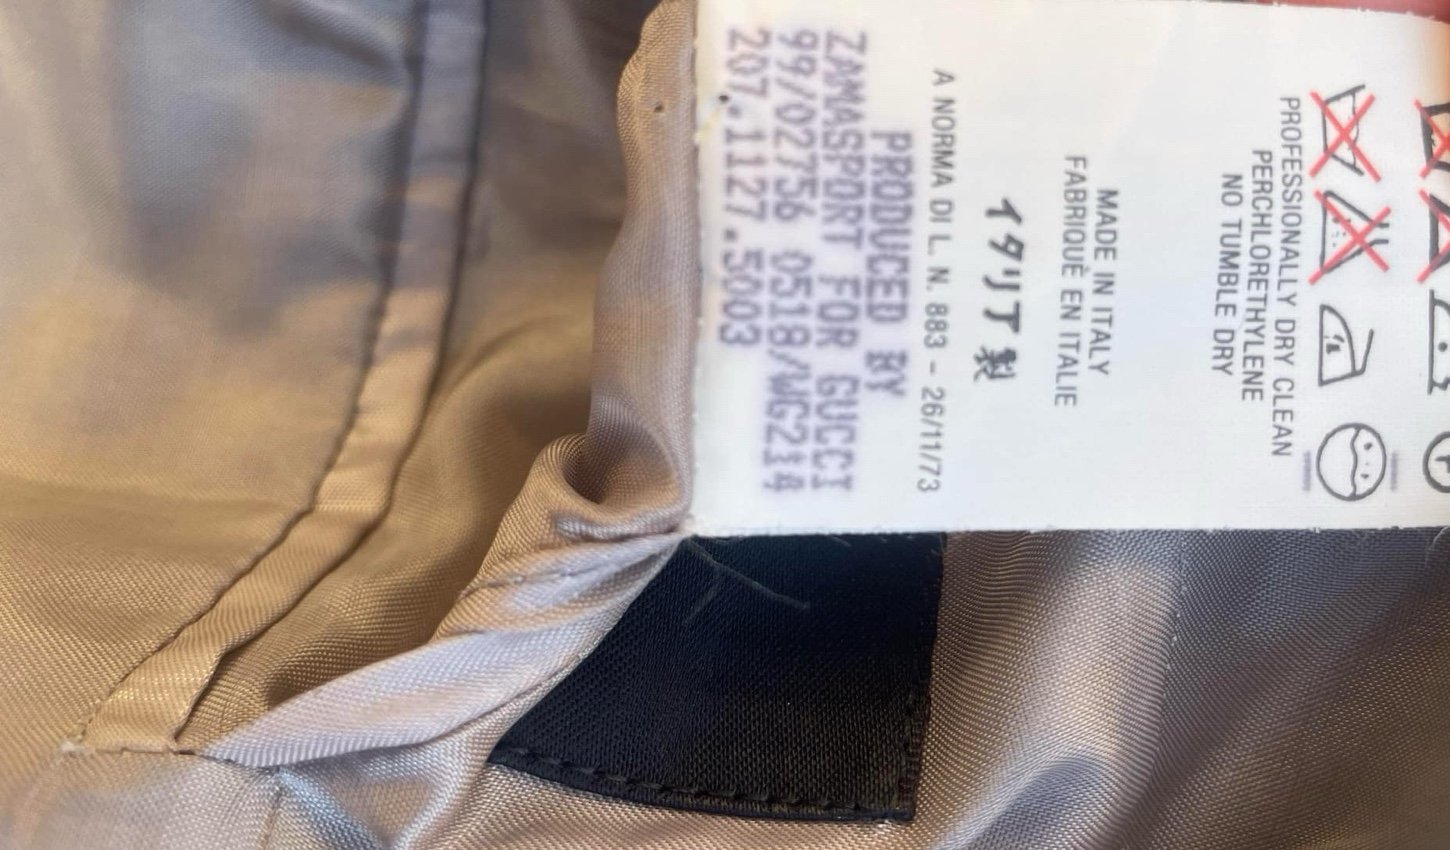 PROFESSIONALLY DRY CLEAN
PERCHLORETHYLENE
NO TUMBLE DRY
MADE IN ITALY
FABRIQUÈ EN ITALIE
イタリア製
A NORMA DI L. N. 883 - 26/11/73
PRODUCED BY
ZAMASPORT FOR GUCCI
99/02756 0518/WG214
207.1127.5003